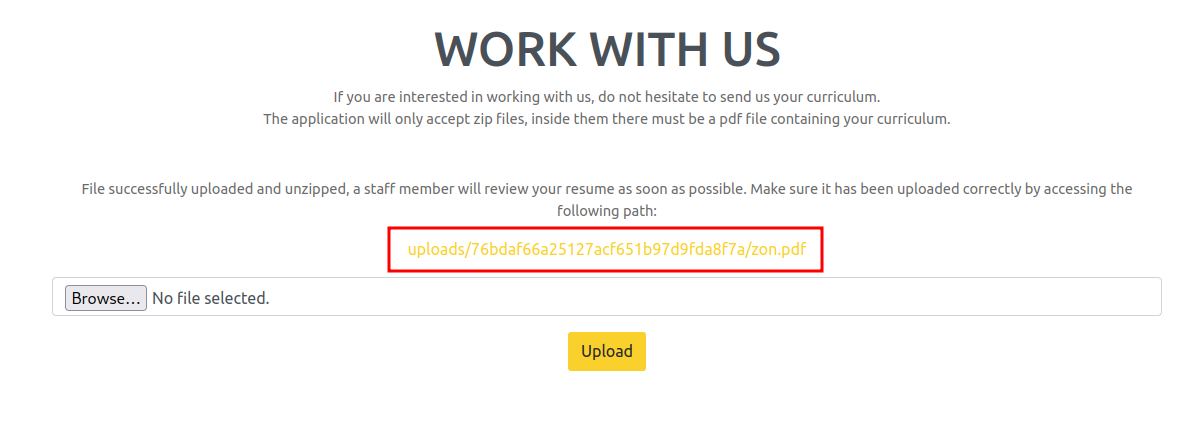 WORK WITH US
If you are interested in working with us, do not hesitate to send us your curriculum.
The application will only accept zip files, inside them there must be a pdf file containing your curriculum.
File successfully uploaded and unzipped, a staff member will review your resume as soon as possible. Make sure it has been uploaded correctly by accessing the
following path:
uploads/76bdaf66a25127acf651b97d9fda8f7a/zon.pdf
Browse... No file selected.
Upload